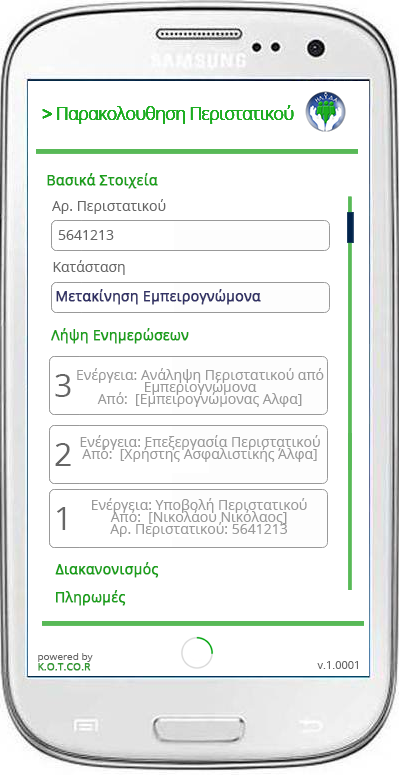 SAMSUNG
> Παρακολουθηση Περιστατικού
Βασικά Στοιχεία
Αρ. Περιστατικού
5641213
Κατάσταση
Μετακίνηση Εμπειρογνώμονα
Λήψη Ενημερώσεων
3
Ενέργεια: Ανάληψη Περιστατικού από
Εμπεριογνώμονα
Από: [Εμπειρογνώμονας Αλφα]
2
Ενέργεια: Επεξεργασία Περιστατικού
Από: [Χρήστης Ασφαλιστικής Άλφα]
1
Ενέργεια: Υποβολή Περιστατικού
Από: [Νικολάου Νικόλαος]
Αρ. Περιστατικού: 5641213
Διακανονισμός
Πληρωμές
powered by
K.O.T.CO.R
v.1.0001